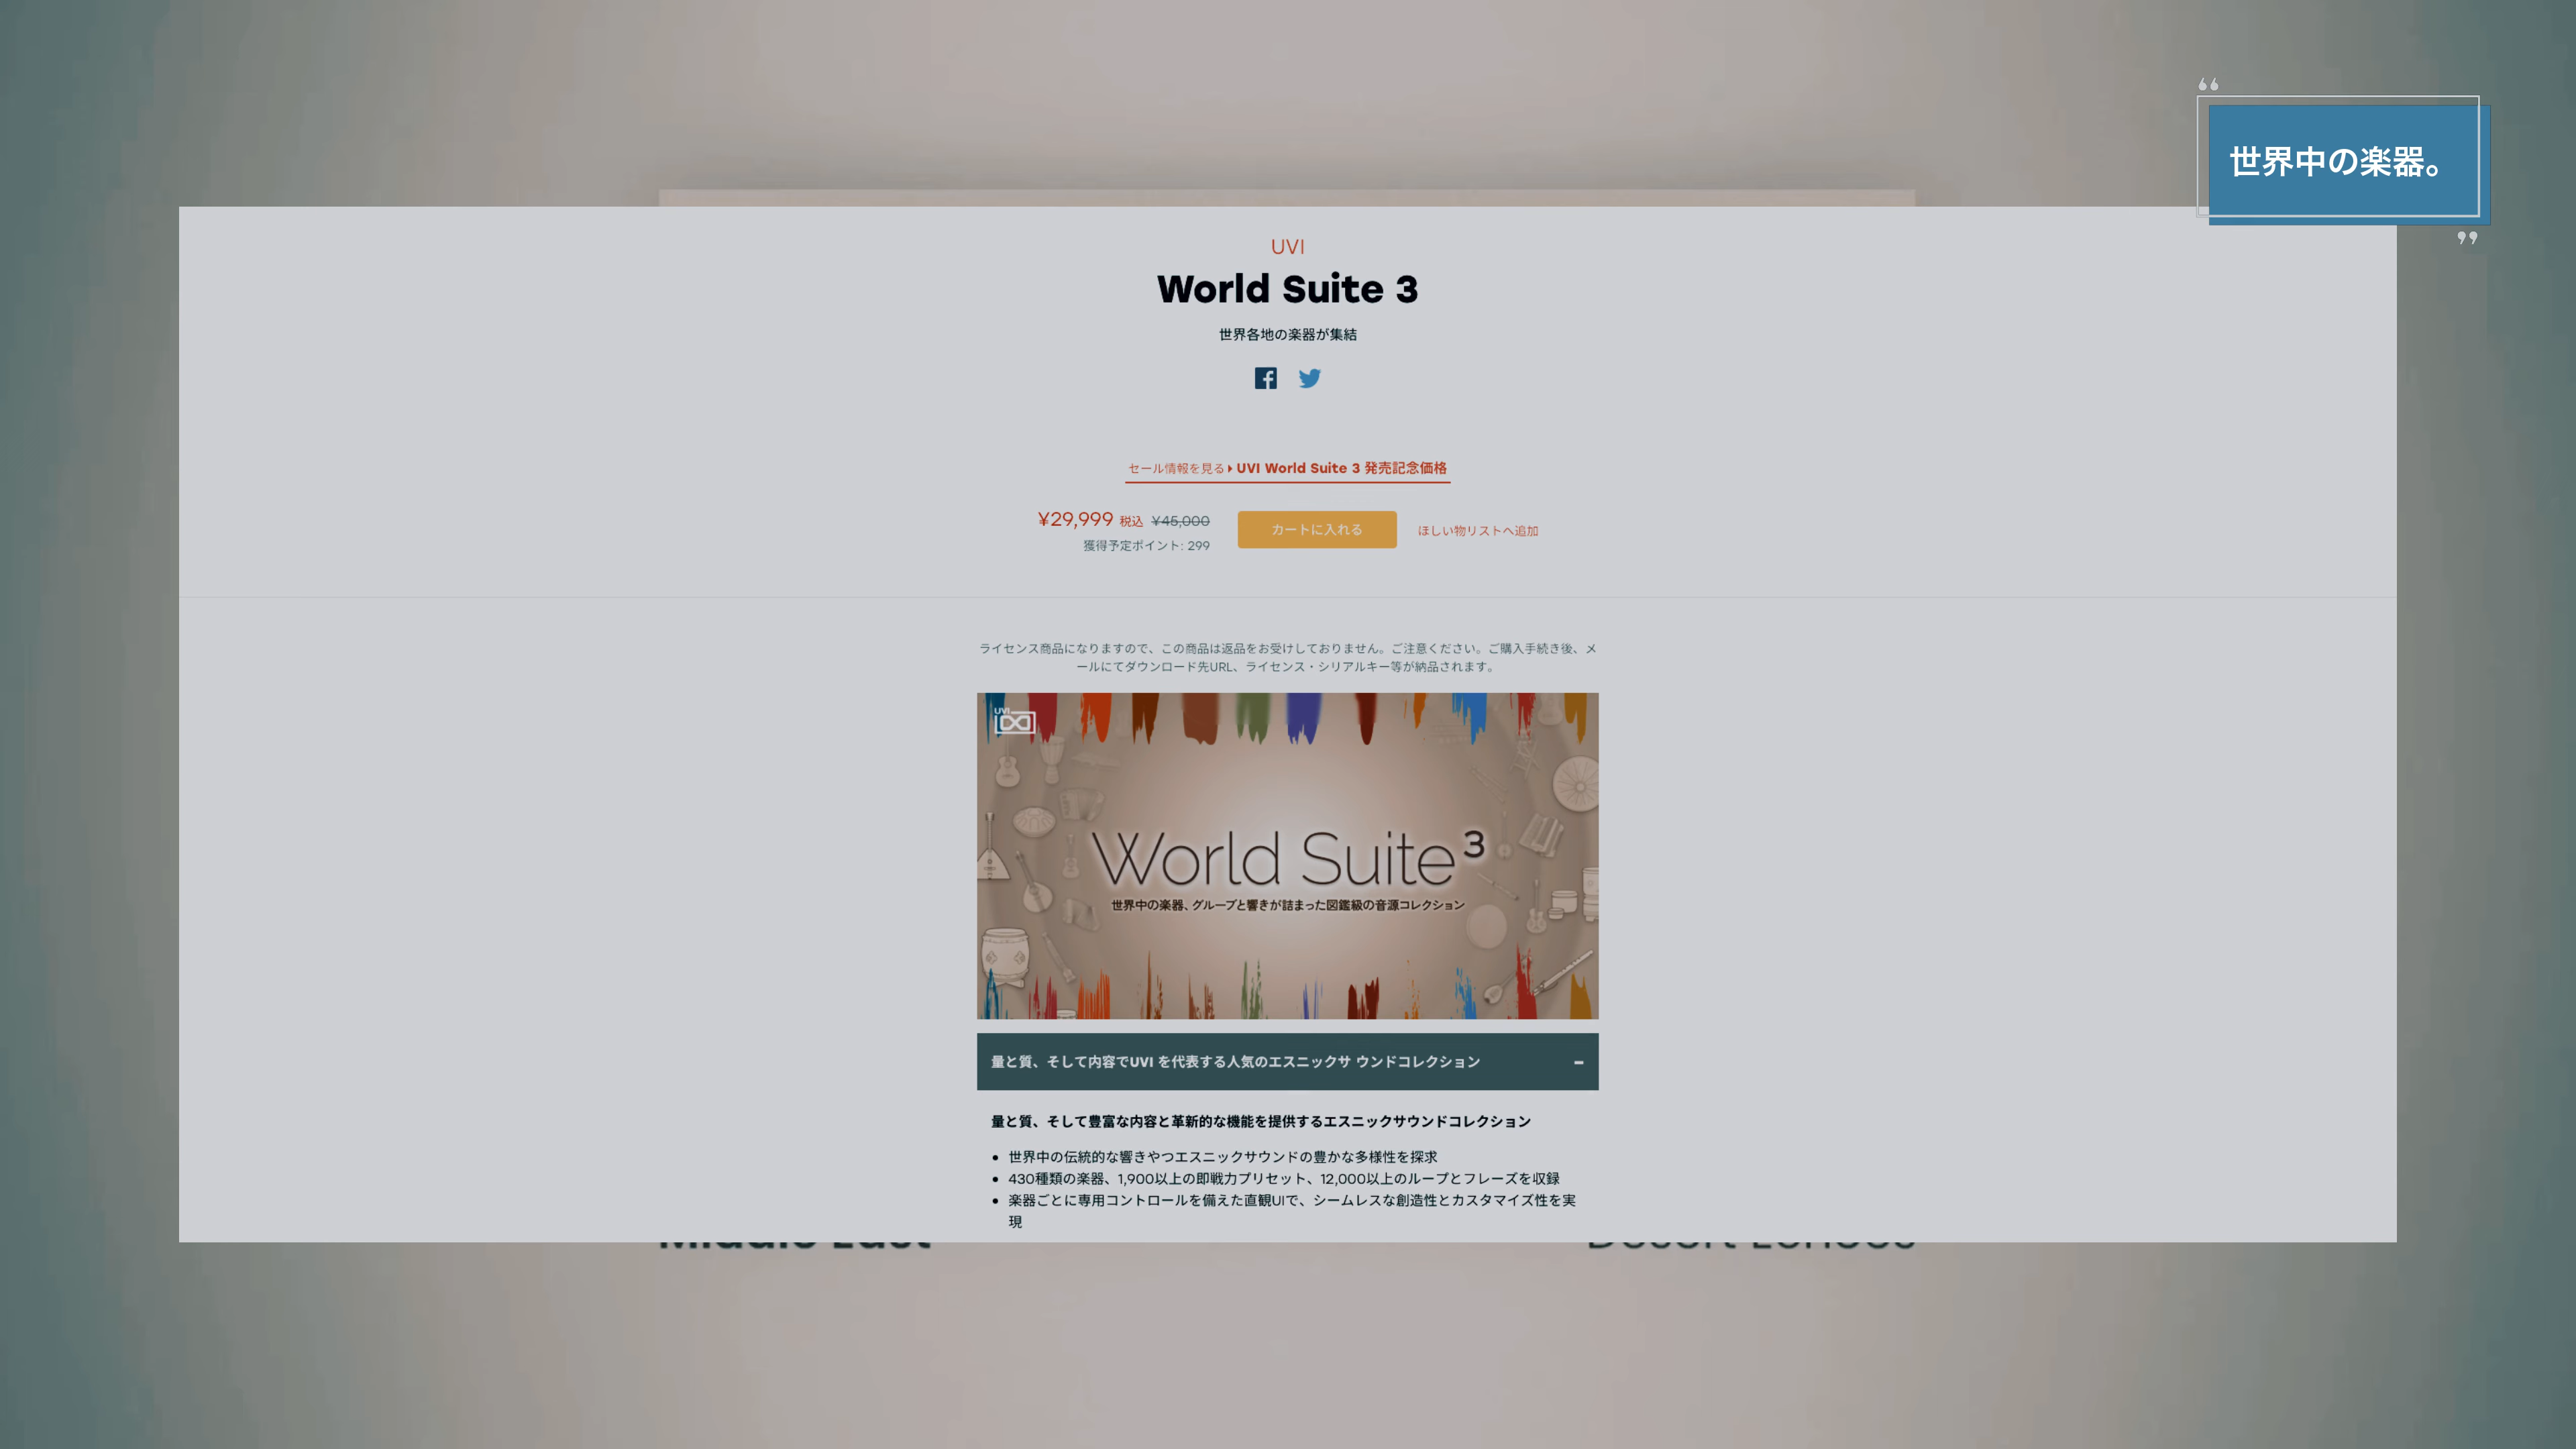 “
世界中の楽器。
”
UVI
World Suite 3
世界各地の楽器が集結
セール情報を見る UVI World Suite 3 発売記念価格
¥29,999 税込 ¥45,000
カートに入れる
ほしい物リストへ追加
獲得予定ポイント: 299
ライセンス商品になりますので、この商品は返品をお受けしておりません。ご注意ください。ご購入手続き後、メ
ールにてダウンロード先URL、ライセンス・シリアルキー等が納品されます。
UVI
World Suite 3
世界中の楽器、グループと響きが詰まった図鑑級の音源コレクション
量と質、そして内容でUVI を代表する人気のエスニックサ ウンドコレクション
量と質、そして豊富な内容と革新的な機能を提供するエスニックサウンドコレクション
世界中の伝統的な響きやつエスニックサウンドの豊かな多様性を探求
430種類の楽器、1,900以上の即戦力プリセット、12,000以上のループとフレーズを収録
楽器ごとに専用コントロールを備えた直観UIで、シームレスな創造性とカスタマイズ性を実
現